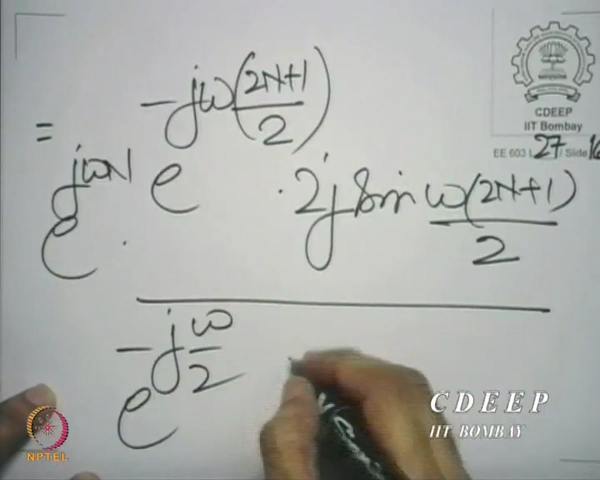 = e^{jωN} · e^{-jω(2N+1)/2} · 2j sin ω(2N+1)/2
e^{-jω/2}
CDEEP
IIT Bombay
EE 603 L 27 / Slide 16
CDEEP
IIT BOMBAY
NPTEL